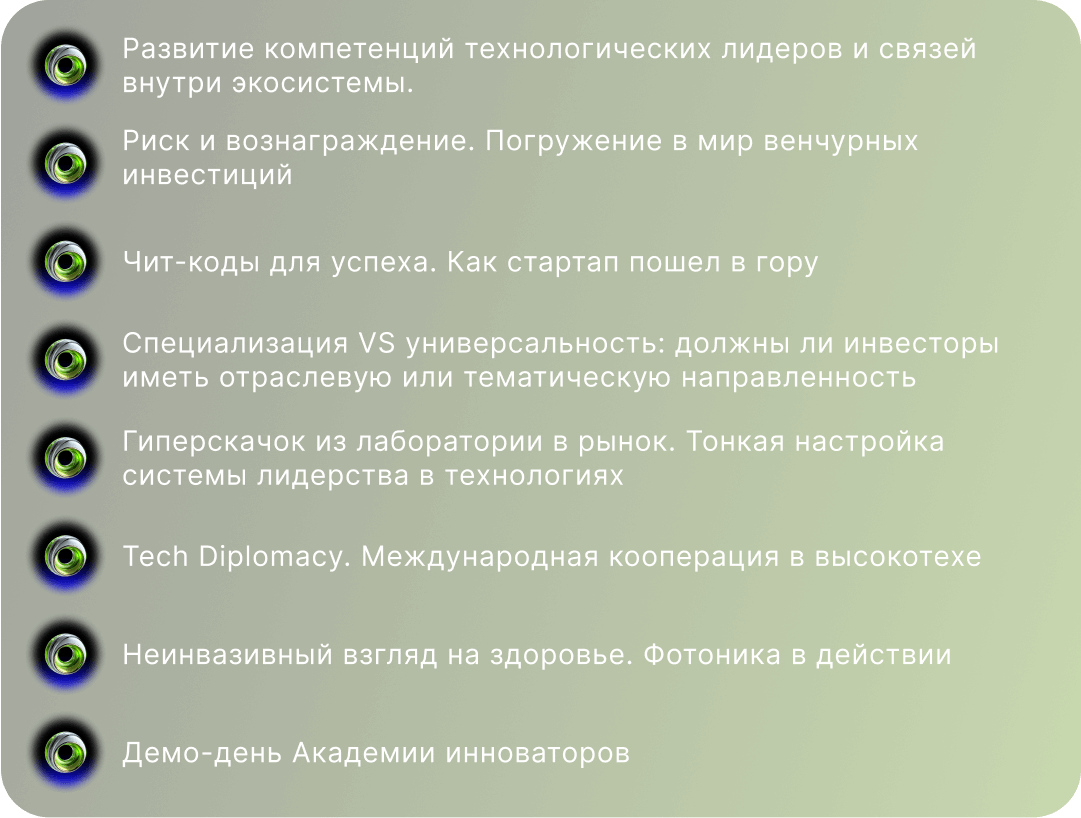 Развитие компетенций технологических лидеров и связей
внутри экосистемы.
Риск и вознаграждение. Погружение в мир венчурных
инвестиций
Чит-коды для успеха. Как стартап пошел в гору
Специализация VS универсальность: должны ли инвесторы
иметь отраслевую или тематическую направленность
Гиперскачок из лаборатории в рынок. Тонкая настройка
системы лидерства в технологиях
Tech Diplomacy. Международная кооперация в высокотехе
Неинвазивный взгляд на здоровье. Фотоника в действии
Демо-день Академии инноваторов